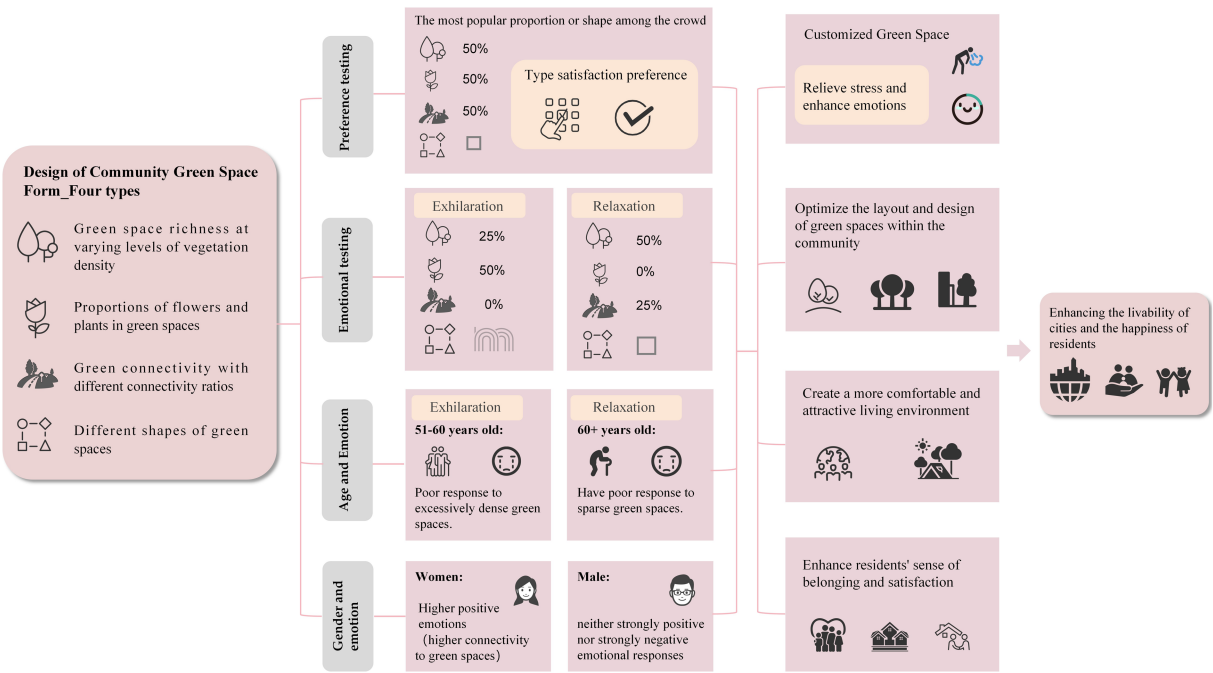 Design of Community Green Space
Form_Four types
Green space richness at
varying levels of vegetation
density
Proportions of flowers and
plants in green spaces
Green connectivity with
different connectivity ratios
Different shapes of green
spaces
Preference testing
The most popular proportion or shape among the crowd
50%
50%
50%
Type satisfaction preference
Emotional testing
Exhilaration
25%
50%
0%
Relaxation
50%
0%
25%
Age and Emotion
Exhilaration
51-60 years old:
Poor response to
excessively dense green
spaces.
Relaxation
60+ years old:
Have poor response to
sparse green spaces.
Gender and
emotion
Women:
Higher positive
emotions
（higher connectivity
to green spaces）
Male:
neither strongly positive
nor strongly negative
emotional responses
Customized Green Space
Relieve stress and
enhance emotions
Optimize the layout and design
of green spaces within the
community
Create a more comfortable and
attractive living environment
Enhance residents' sense of
belonging and satisfaction
Enhancing the livability of
cities and the happiness of
residents